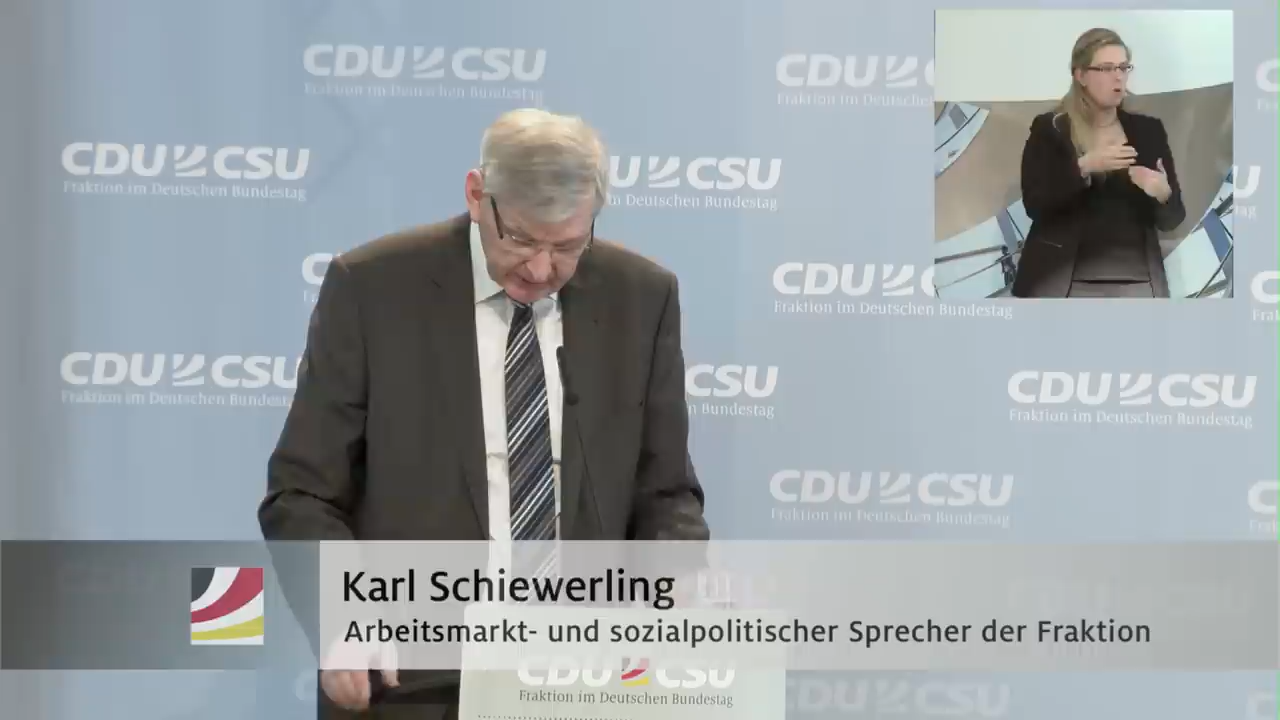 CDU CSU
Fraktion im Deutschen Bundestag
CDU
Fraktion im Deutschen
CDU CSU
Fraktion im Deutschen Bundestag
CSU
Deutschen Bundestag
CDU
Fraktion im Deutschen Bundestag
CDU CSU
Fraktion im Deutschen
CSU
Bundestag
CDU CSU
Fraktion im Deutschen Bundestag
CDU CSU
Fraktion im Deutschen Bundestag
Karl Schiewerling
Arbeitsmarkt- und sozialpolitischer Sprecher der Fraktion
CDU CSU
Fraktion im Deutschen Bundestag